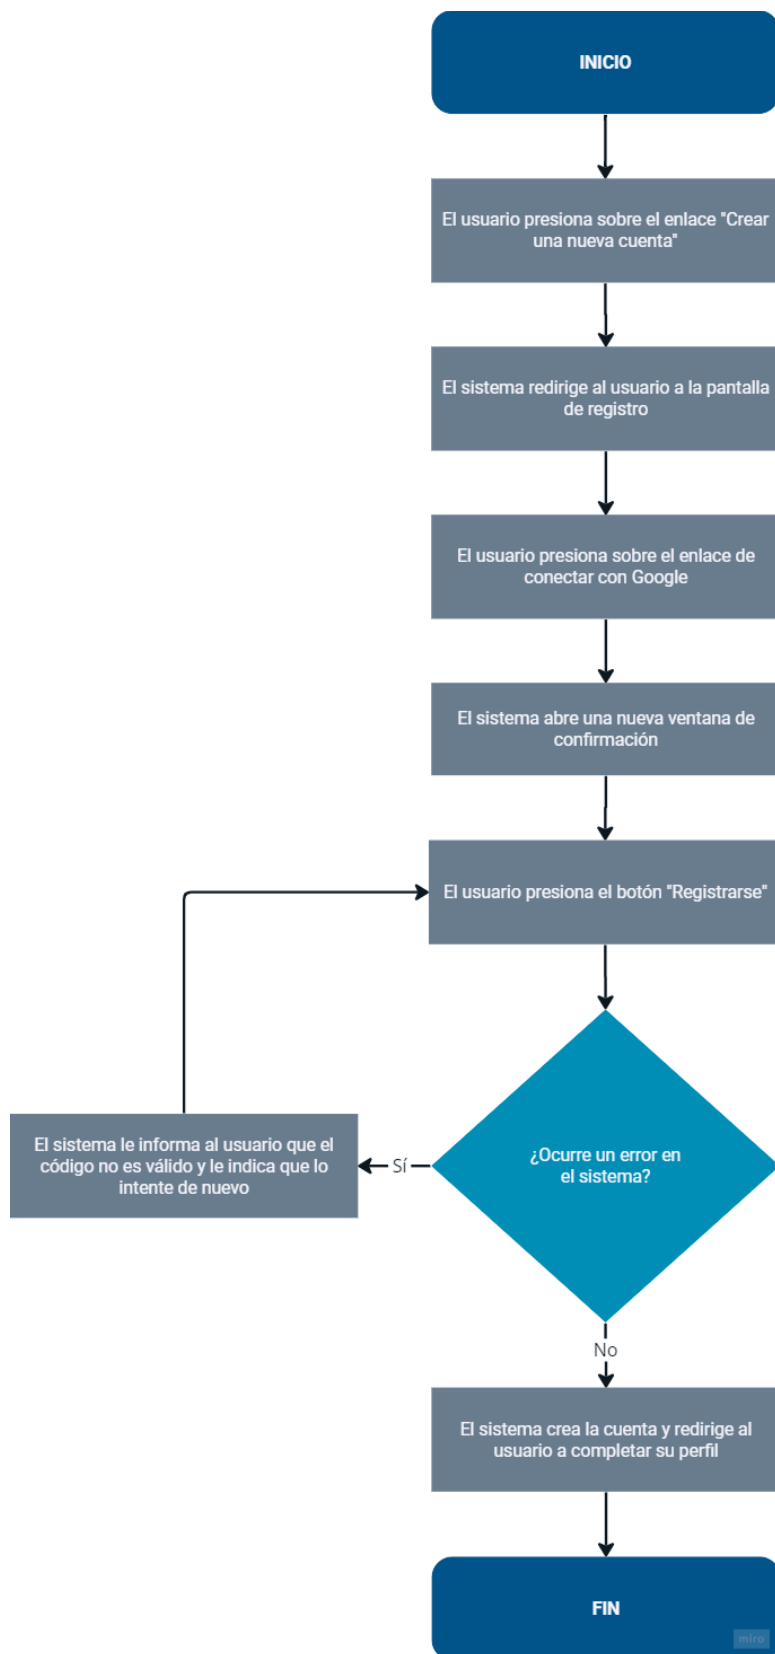 INICIO
El usuario presiona sobre el enlace "Crear
una nueva cuenta"
El sistema redirige al usuario a la pantalla
de registro
El usuario presiona sobre el enlace de
conectar con Google
El sistema abre una nueva ventana de
confirmación
El usuario presiona el botón "Registrarse"
¿Ocurre un error en
el sistema?
Sí
El sistema le informa al usuario que el
código no es válido y le indica que lo
intente de nuevo
No
El sistema crea la cuenta y redirige al
usuario a completar su perfil
FIN
miro